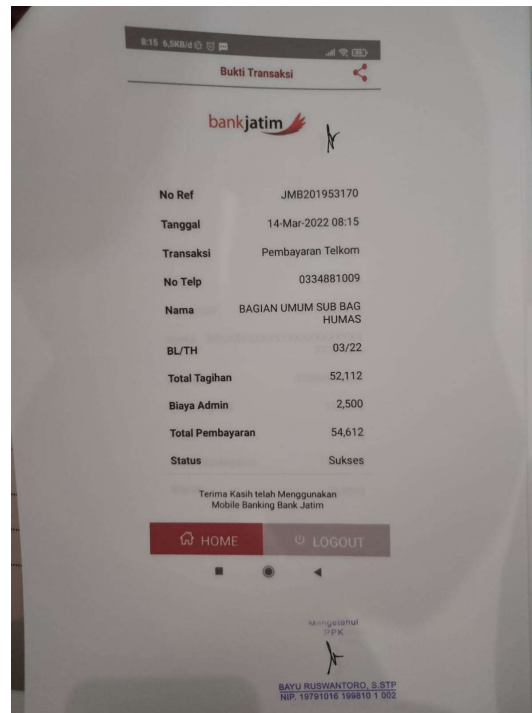 8:15 6,5KB/d
Bukti Transaksi
bankjatim
No Ref JMB201953170
Tanggal 14-Mar-2022 08:15
Transaksi Pembayaran Telkom
No Telp 0334881009
Nama BAGIAN UMUM SUB BAG
HUMAS
BL/TH 03/22
Total Tagihan 52,112
Biaya Admin 2,500
Total Pembayaran 54,612
Status Sukses
Terima Kasih telah Menggunakan
Mobile Banking Bank Jatim
HOME LOGOUT
Mengetahui
PPK
BAYU RUSWANTORO, S.STP
NIP. 19791016 199810 1 002